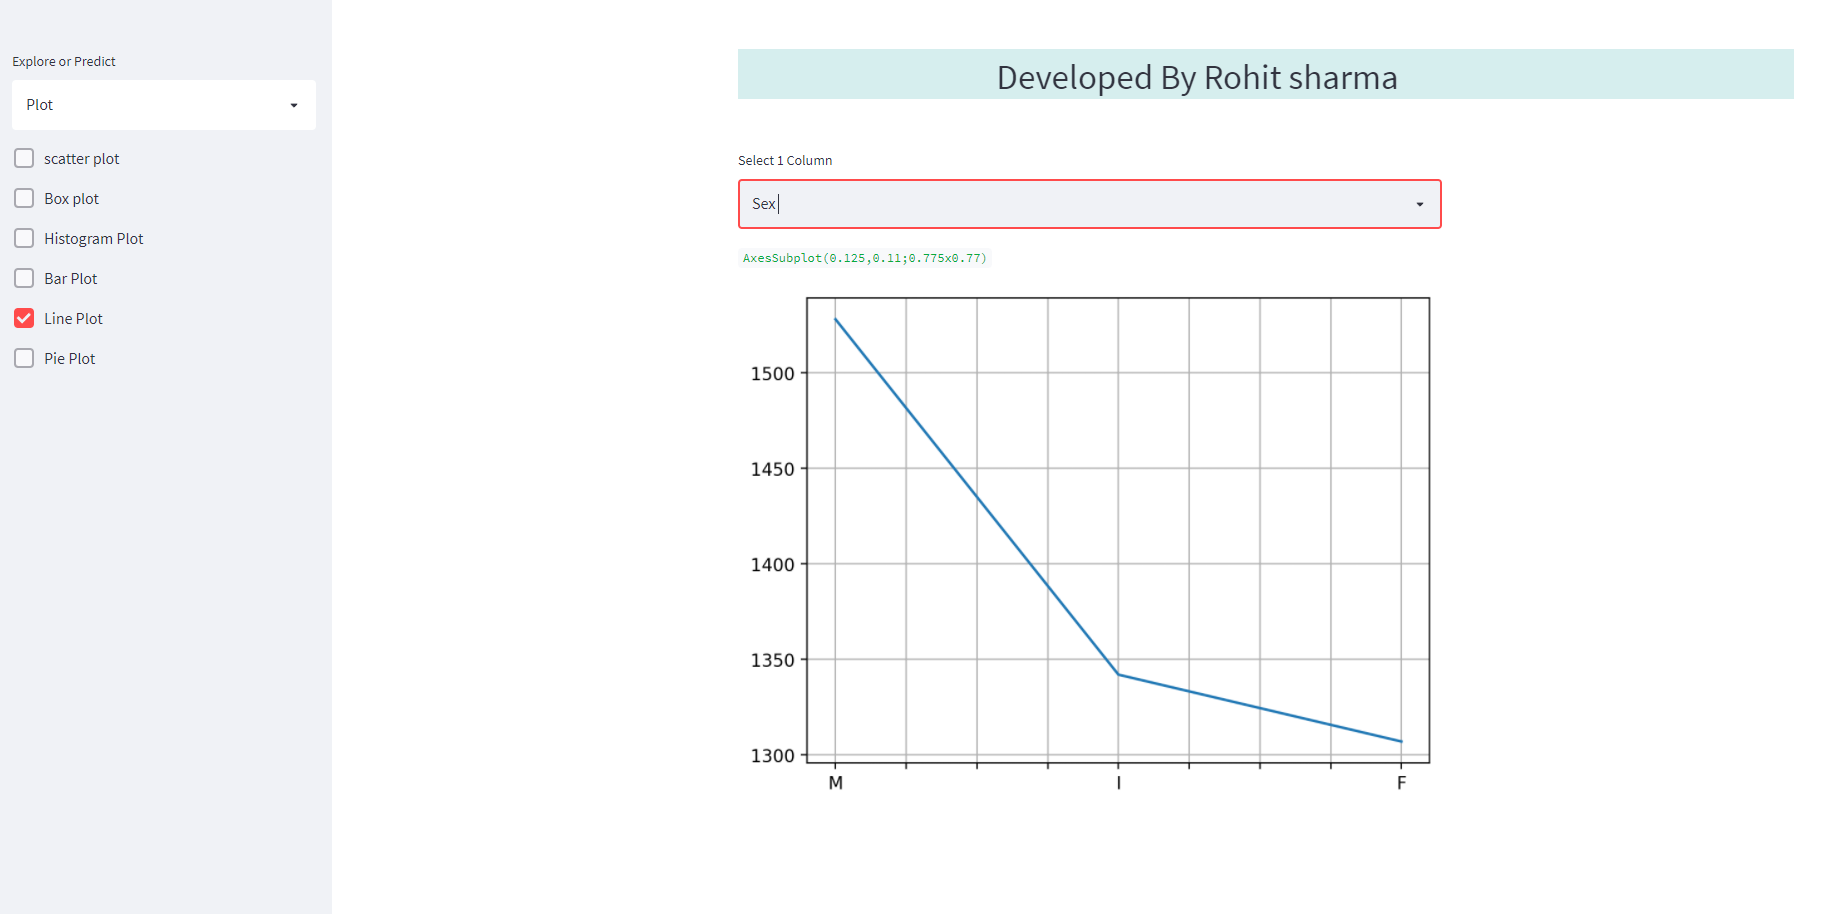 Explore or Predict
Plot
scatter plot
Box plot
Histogram Plot
Bar Plot
Line Plot
Pie Plot
Developed By Rohit sharma
Select 1 Column
Sex
AxesSubplot(0.125,0.11;0.775x0.77)
1500
1450
1400
1350
1300
M I F